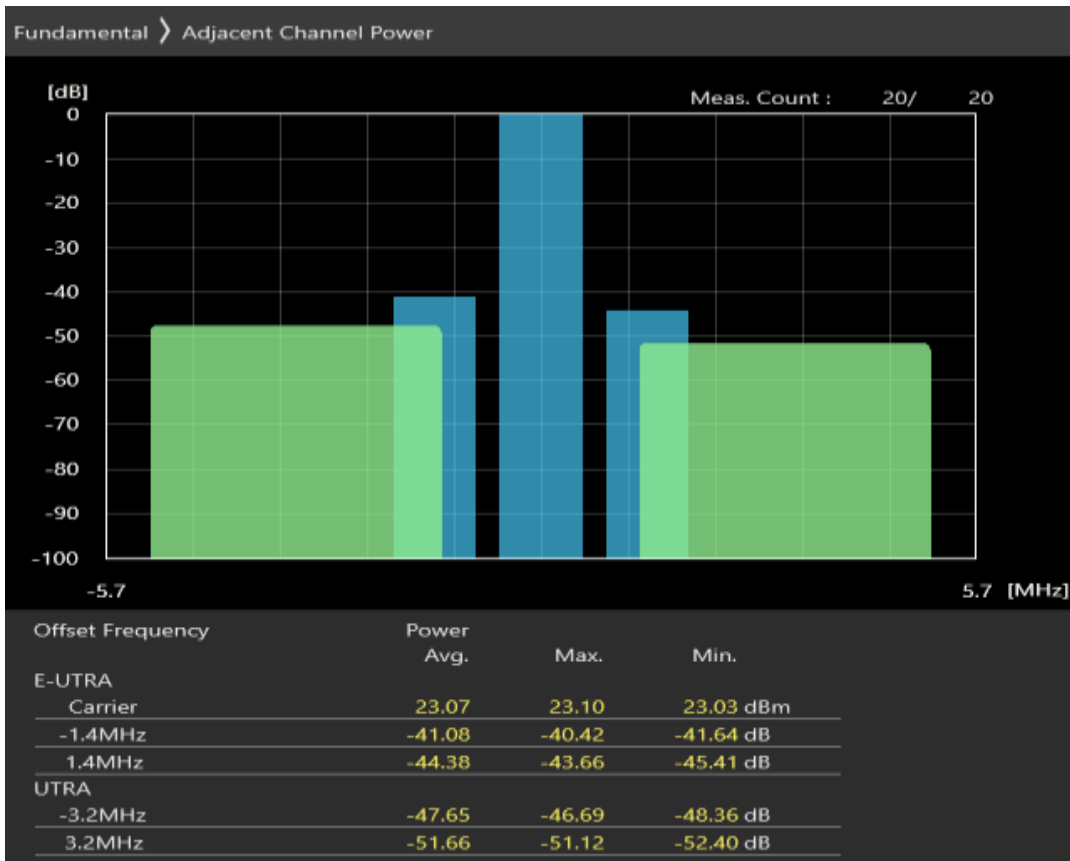 Fundamental 〉 Adjacent Channel Power
[dB]
Meas. Count : 20/ 20
0
-10
-20
-30
-40
-50
-60
-70
-80
-90
-100
-5.7 5.7 [MHz]
Offset Frequency Power
Avg. Max. Min.
E-UTRA
Carrier 23.07 23.10 23.03 dBm
-1.4MHz -41.08 -40.42 -41.64 dB
1.4MHz -44.38 -43.66 -45.41 dB
UTRA
-3.2MHz -47.65 -46.69 -48.36 dB
3.2MHz -51.66 -51.12 -52.40 dB